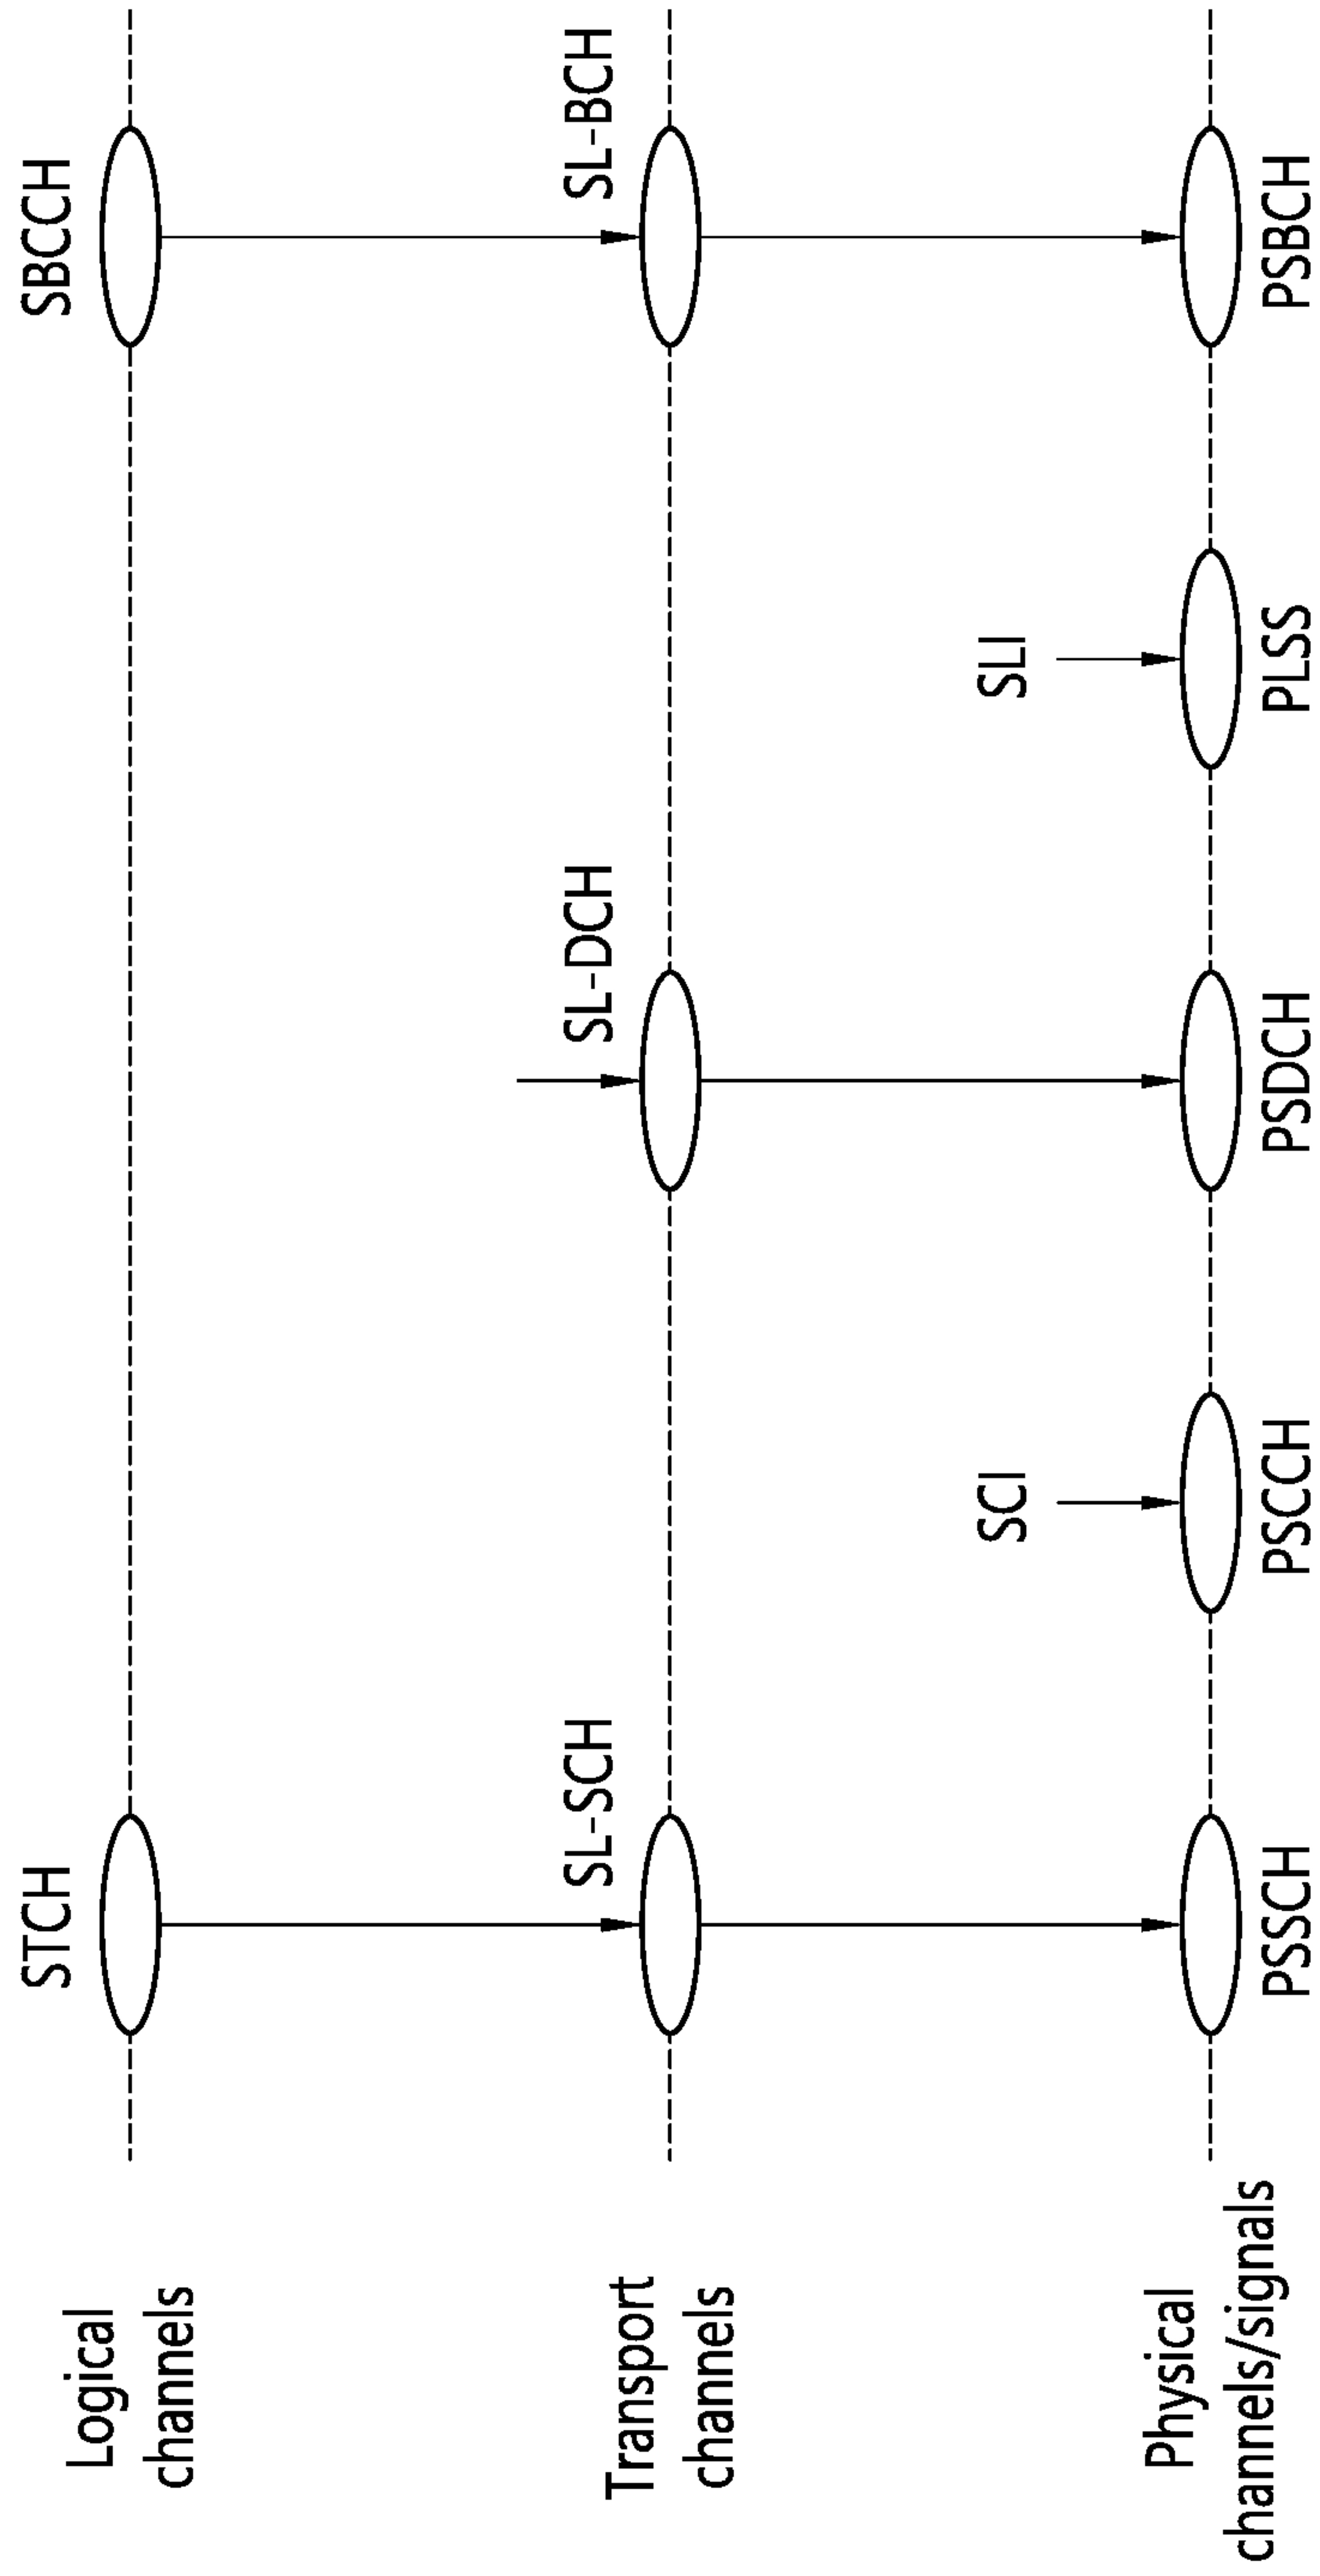 Logical
channels
STCH
SBCCH
Transport
channels
SL-SCH
SL-DCH
SL-BCH
SCI
SLI
Physical
channels/signals
PSSCH
PSCCH
PSDCH
PLSS
PSBCH